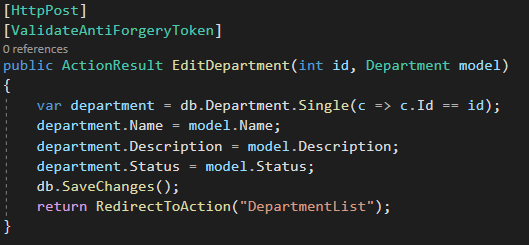 [HttpPost]
[ValidateAntiForgeryToken]
0 references
public ActionResult EditDepartment(int id, Department model)
{
    var department = db.Department.Single(c => c.Id == id);
    department.Name = model.Name;
    department.Description = model.Description;
    department.Status = model.Status;
    db.SaveChanges();
    return RedirectToAction("DepartmentList");
}